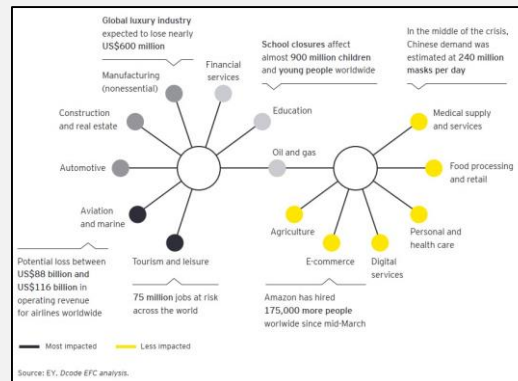 Global luxury industry
expected to lose nearly
US$600 million
Manufacturing
(nonessential)
Financial
services
School closures affect
almost 900 million children
and young people worldwide
In the middle of the crisis,
Chinese demand was
estimated at 240 million
masks per day
Construction
and real estate
Education
Medical supply
and services
Automotive
Oil and gas
Food processing
and retail
Aviation
and marine
Tourism and leisure
Agriculture
E-commerce
Digital
services
Personal and
health care
Potential loss between
US$88 billion and
US$116 billion in
operating revenue
for airlines worldwide
75 million jobs at risk
across the world
Amazon has hired
175,000 more people
worlwide since mid-March
Most impacted
Less impacted
Source: EY, Dcode EFC analysis.